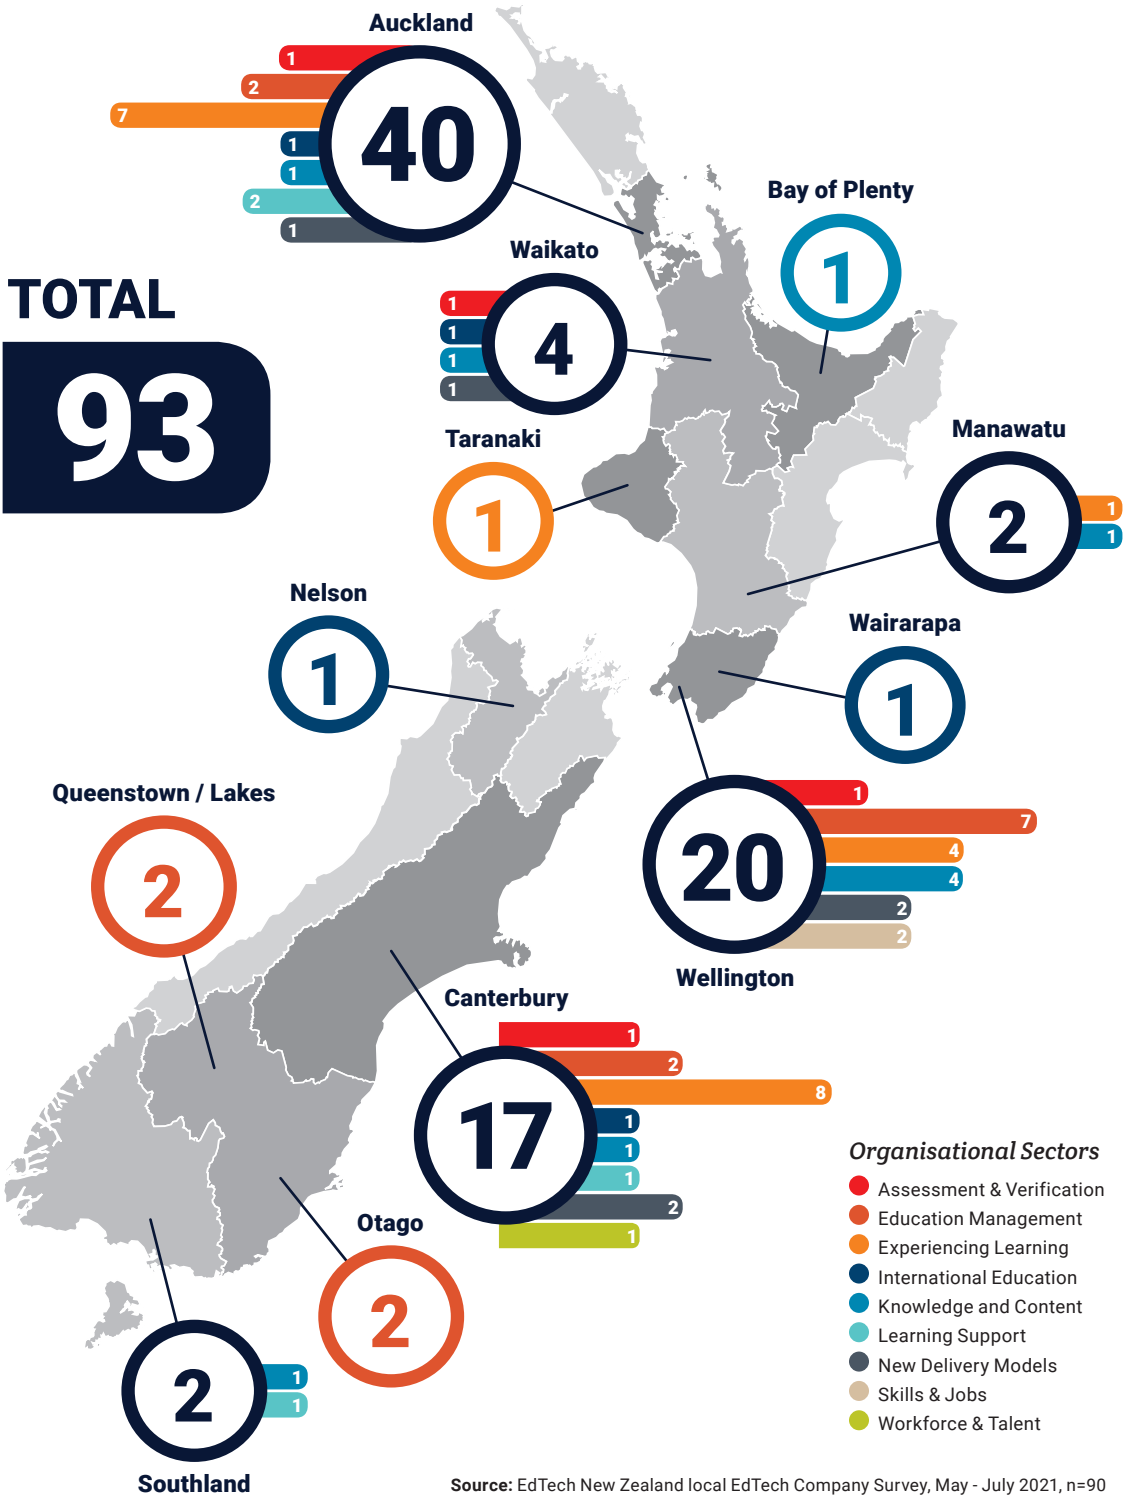 Auckland
1
2
7
1
1
2
1
40
TOTAL
93
Waikato
1
1
1
1
4
Bay of Plenty
1
Taranaki
1
Manawatu
2
1
1
Nelson
1
Wairarapa
1
Queenstown / Lakes
2
20
1
7
4
4
2
2
Wellington
Canterbury
17
1
2
8
1
1
1
2
1
Otago
2
2
1
1
Southland
Organisational Sectors
Assessment & Verification
Education Management
Experiencing Learning
International Education
Knowledge and Content
Learning Support
New Delivery Models
Skills & Jobs
Workforce & Talent
Source: EdTech New Zealand local EdTech Company Survey, May - July 2021, n=90